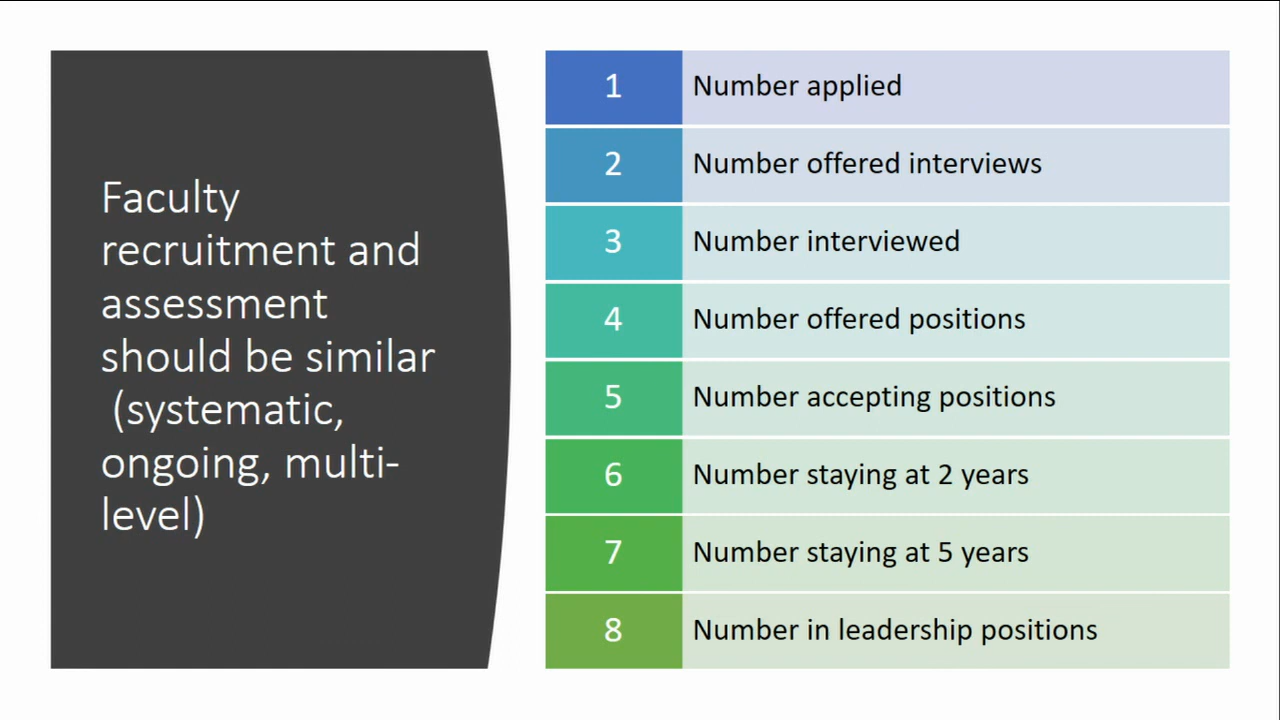 Faculty
recruitment and
assessment
should be similar
(systematic,
ongoing, multi-
level)
1 Number applied
2 Number offered interviews
3 Number interviewed
4 Number offered positions
5 Number accepting positions
6 Number staying at 2 years
7 Number staying at 5 years
8 Number in leadership positions